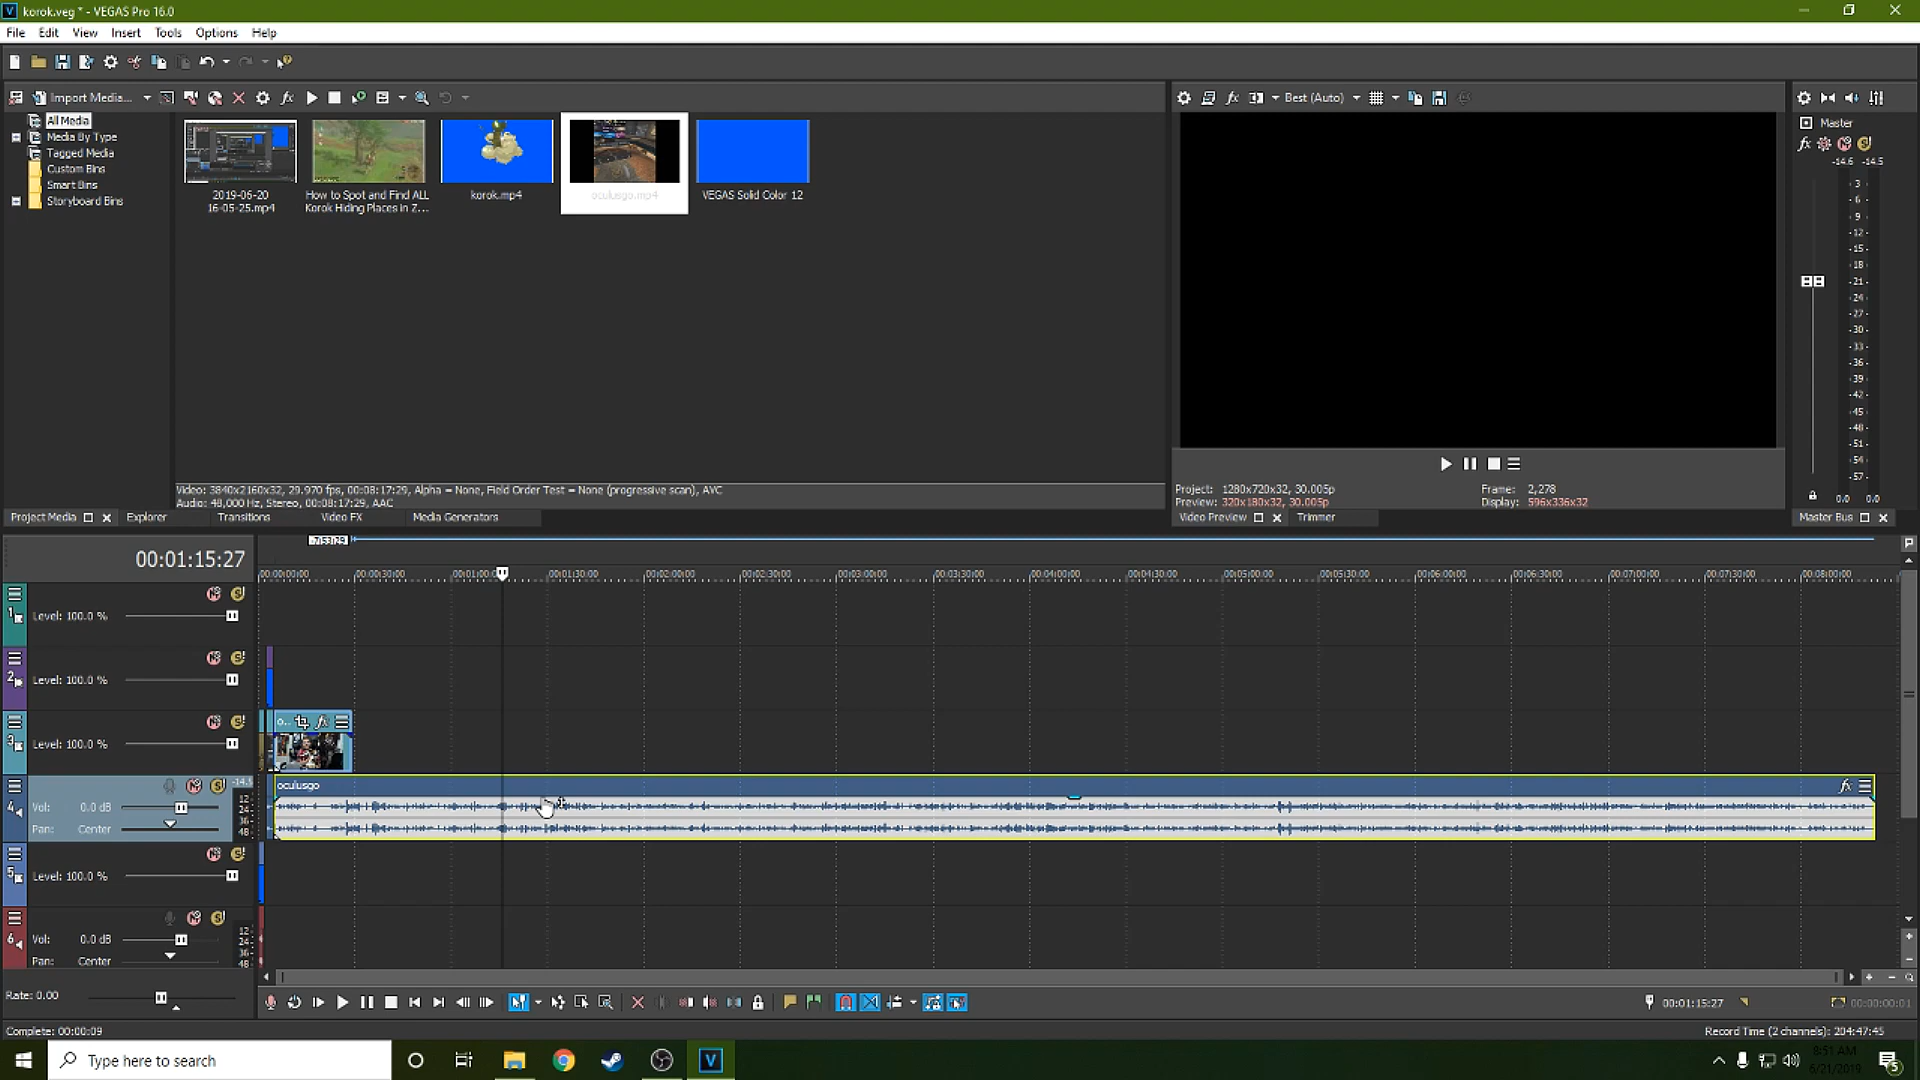 korok.veg * - VEGAS Pro 16.0
File Edit View Insert Tools Options Help
Import Media...
Best (Auto)
All Media
Media By Type
Tagged Media
Custom Bins
Smart Bins
Storyboard Bins
2019-06-20
16-05-25.mp4
How to Spot and Find ALL
Korok Hiding Places in Z...
korok.mp4
oculusgo.mp4
VEGAS Solid Color 12
Master
-14.6 -14.5
3
6
9
-12-
-15-
-18-
-21-
-24-
-27-
-30-
-33-
-36-
-39-
-42-
-45-
-48-
-51-
-54-
-57-
0.0 0.0
Video: 3840x2160x32, 29.970 fps, 00:08:17:29, Alpha = None, Field Order Test = None (progressive scan), AVC
Audio: 48,000 Hz, Stereo, 00:08:17:29, AAC
Project: 1280x720x32, 30.005p
Preview: 320x180x32, 30.005p
Frame: 2,278
Display: 596x336x32
Project Media Explorer Transitions Video FX Media Generators
Video Preview Trimmer
Master Bus
00:01:15:27
-7:53:29
00:00:00:00 00:00:30:00 00:01:00:0 00:01:30:00 00:02:00:00 00:02:30:00 00:03:00:00 00:03:30:00 00:04:00:00 00:04:30:00 00:05:00:00 00:05:30:00 00:06:00:00 00:06:30:00 00:07:00:00 00:07:30:00 00:08:00:00
1
Level: 100.0 %
2
Level: 100.0 %
3
Level: 100.0 %
o...
4
-14.5
Vol: 0.0 dB
Pan: Center
12
24
36
48
oculusgo
5
Level: 100.0 %
6
Vol: 0.0 dB
Pan: Center
12
24
36
48
Rate: 0.00
00:01:15:27
00:00:00:01
Complete: 00:00:09
Record Time (2 channels): 204:47:45
Type here to search
8:51 AM
6/21/2019
5